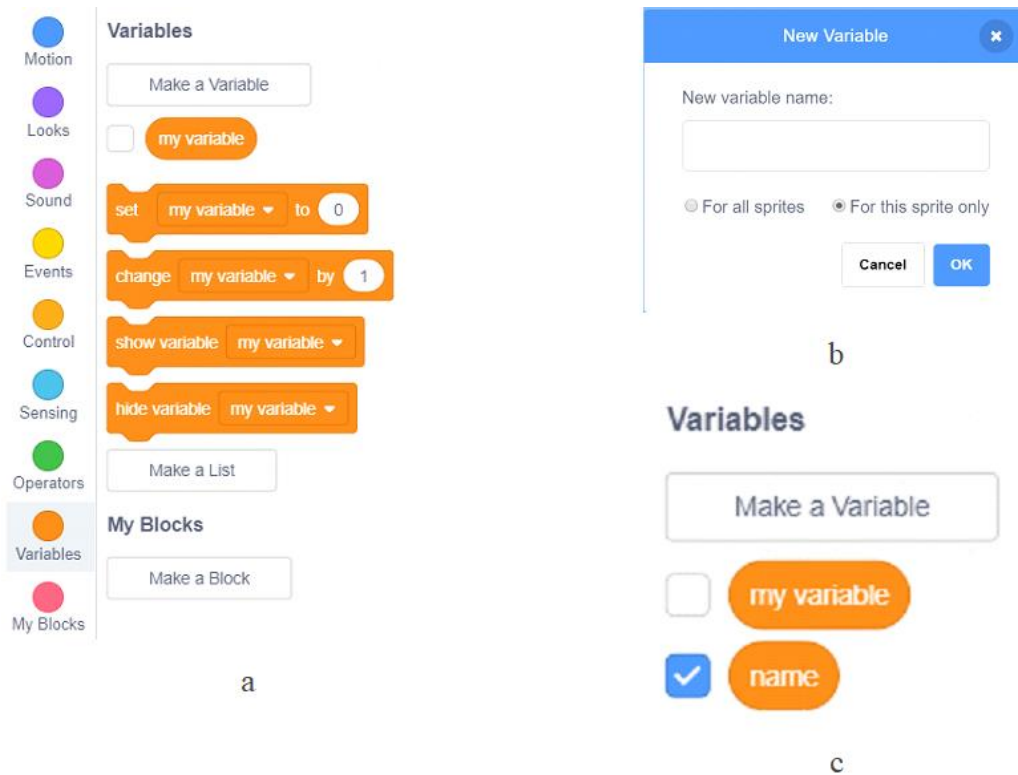 Motion
Looks
Sound
Events
Control
Sensing
Operators
Variables
My Blocks
Variables
Make a Variable
my variable
set my variable to 0
change my variable by 1
show variable my variable
hide variable my variable
Make a List
My Blocks
Make a Block
a
New Variable
New variable name:
For all sprites For this sprite only
Cancel OK
b
Variables
Make a Variable
my variable
name
c